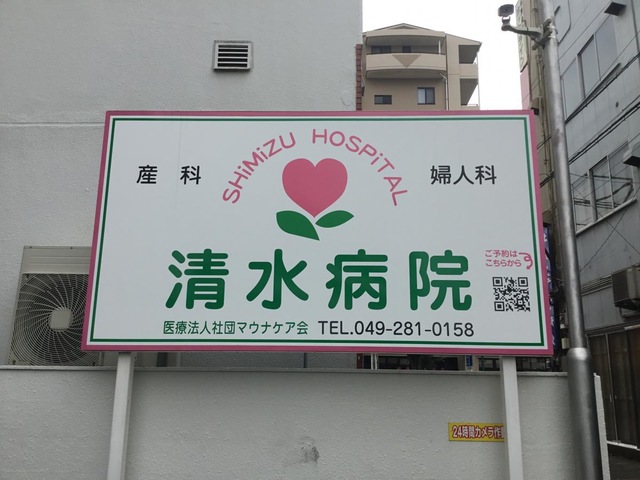 SHiMiZU HOSPiTAL
産科
婦人科
清水病院
ご予約は
こちらから
医療法人社団マウナケア会 TEL.049-281-0158
24時間カメラ作